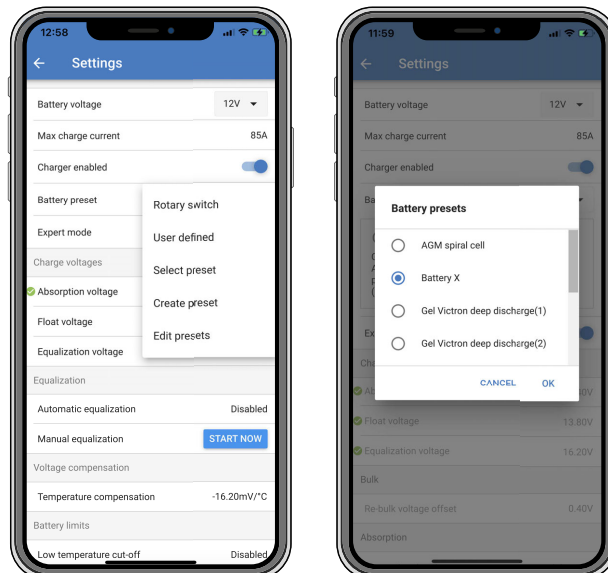 12:58
Settings
Battery voltage 12V
Max charge current 85A
Charger enabled
Battery preset
Expert mode
Rotary switch
User defined
Select preset
Create preset
Edit presets
Charge voltages
Absorption voltage
Float voltage
Equalization voltage
Equalization
Automatic equalization Disabled
Manual equalization START NOW
Voltage compensation
Temperature compensation -16.20mV/°C
Battery limits
Low temperature cut-off Disabled
11:59
Settings
Battery voltage 12V
Max charge current 85A
Charger enabled
Ba
Battery presets
AGM spiral cell
Battery X
Gel Victron deep discharge(1)
Gel Victron deep discharge(2)
CANCEL OK
Ex
Cha
Ab
Float voltage 13.80V
Equalization voltage 16.20V
Bulk
Re-bulk voltage offset 0.40V
Absorption